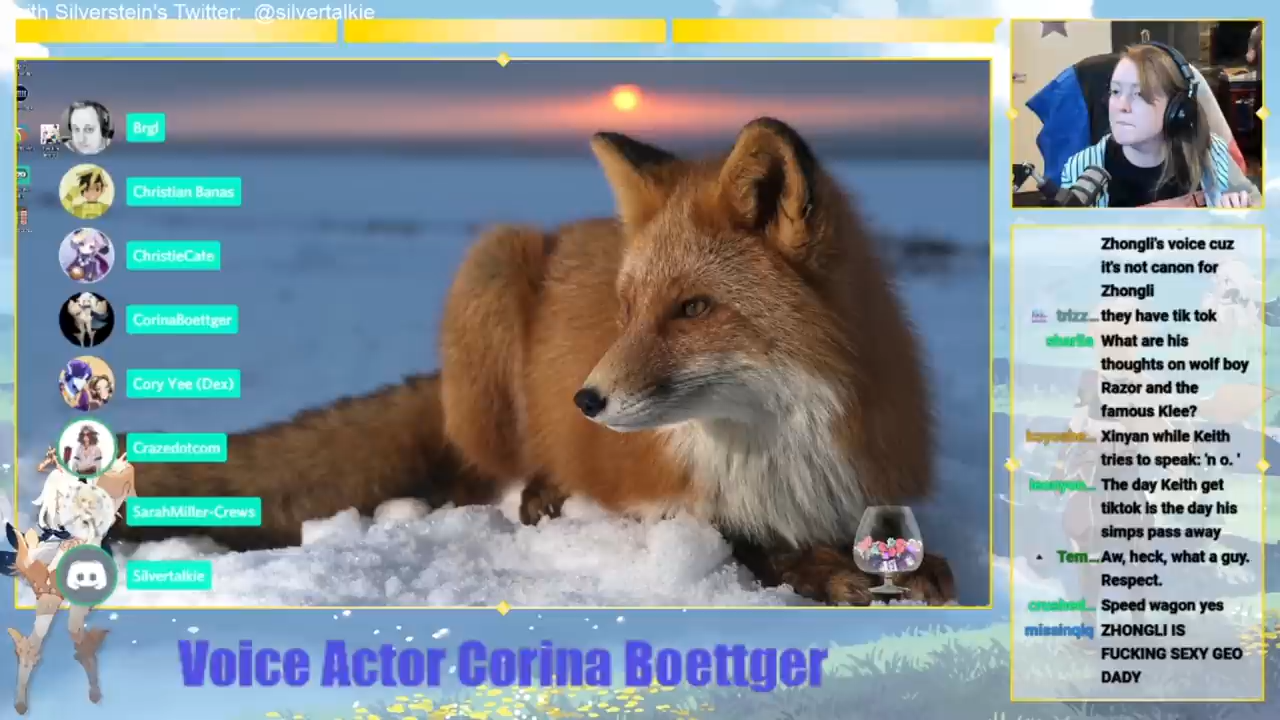 ith Silverstein's Twitter: @silvertalkie
Brgl
Christian Banas
ChristieCate
CorinaBoettger
Cory Yee (Dex)
Crazedotcom
SarahMiller-Crews
Silvertalkie
Voice Actor Corina Boettger
Zhongli's voice cuz
it's not canon for
Zhongli
trizz... they have tik tok
What are his
thoughts on wolf boy
Razor and the
famous Klee?
Xinyan while Keith
tries to speak: 'n o. '
The day Keith get
tiktok is the day his
simps pass away
Tem... Aw, heck, what a guy.
Respect.
crushed... Speed wagon yes
missinqiq ZHONGLI IS
FUCKING SEXY GEO
DADY